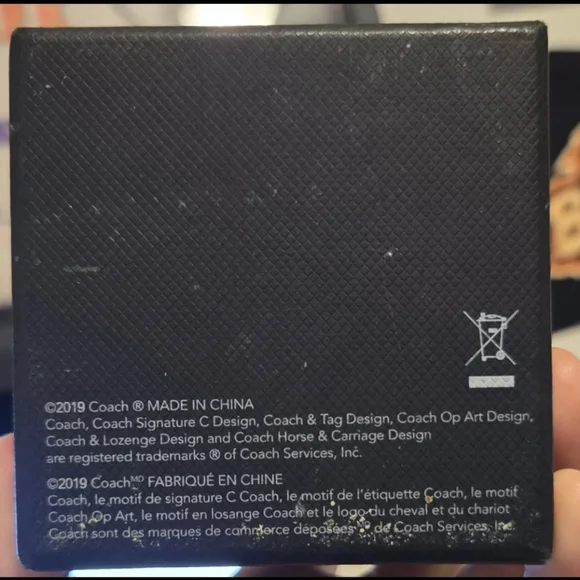 ©2019 Coach ® MADE IN CHINA
Coach, Coach Signature C Design, Coach & Tag Design, Coach Op Art Design,
Coach & Lozenge Design and Coach Horse & Carriage Design
are registered trademarks ® of Coach Services, Inc.
©2019 Coach MD FABRIQUÉ EN CHINE
Coach, le motif de signature C Coach, le motif de l'étiquette Coach, le motif
Coach Op Art, le motif en losange Coach et le logo du cheval et du chariot
Coach sont des marques de commerce déposées de Coach Services, Inc.